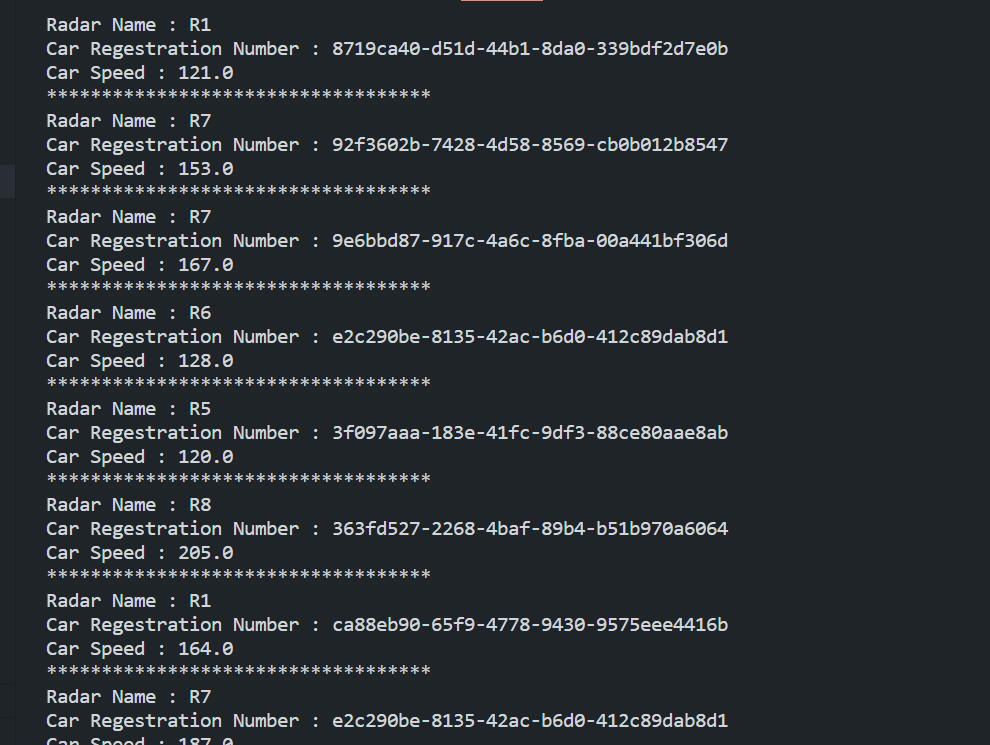 Radar Name : R1
Car Regestration Number : 8719ca40-d51d-44b1-8da0-339bdf2d7e0b
Car Speed : 121.0
***********************************
Radar Name : R7
Car Regestration Number : 92f3602b-7428-4d58-8569-cb0b012b8547
Car Speed : 153.0
***********************************
Radar Name : R7
Car Regestration Number : 9e6bbd87-917c-4a6c-8fba-00a441bf306d
Car Speed : 167.0
***********************************
Radar Name : R6
Car Regestration Number : e2c290be-8135-42ac-b6d0-412c89dab8d1
Car Speed : 128.0
***********************************
Radar Name : R5
Car Regestration Number : 3f097aaa-183e-41fc-9df3-88ce80aae8ab
Car Speed : 120.0
***********************************
Radar Name : R8
Car Regestration Number : 363fd527-2268-4baf-89b4-b51b970a6064
Car Speed : 205.0
***********************************
Radar Name : R1
Car Regestration Number : ca88eb90-65f9-4778-9430-9575eee4416b
Car Speed : 164.0
***********************************
Radar Name : R7
Car Regestration Number : e2c290be-8135-42ac-b6d0-412c89dab8d1
Car Speed : 187.0